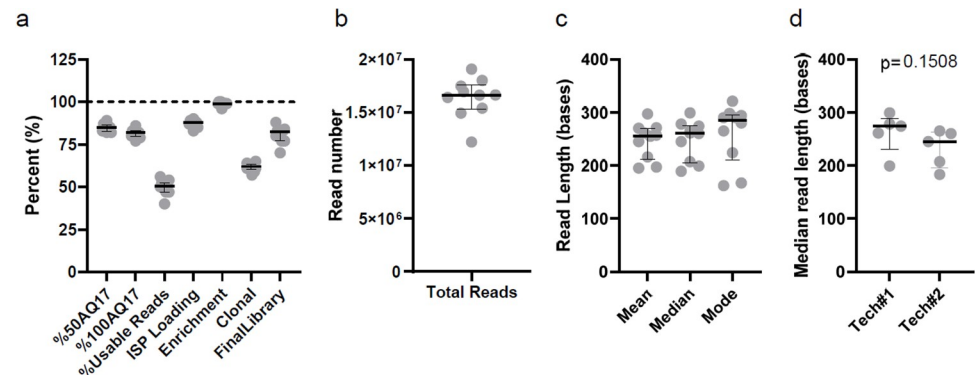 a
Percent (%)
125
100
75
50
25
0
%50AQ17
%100AQ17
%Usable Reads
ISP Loading
Enrichment
Clonal
FinalLibrary
b
Read number
2×10⁷
1.5×10⁷
1×10⁷
5×10⁶
0
Total Reads
c
Read Length (bases)
400
300
200
100
0
Mean
Median
Mode
d
Median read length (bases)
p=0.1508
400
300
200
100
0
Tech#1
Tech#2